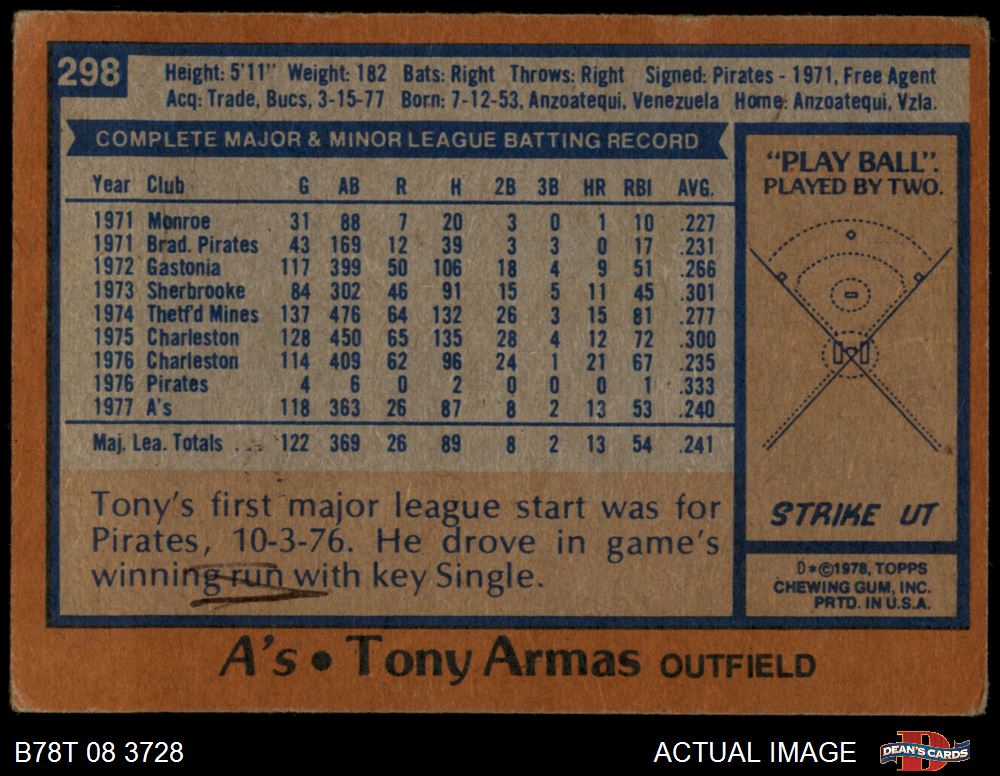 298
Height: 5'11" Weight: 182 Bats: Right Throws: Right Signed: Pirates - 1971, Free Agent
Acq: Trade, Bucs, 3-15-77 Born: 7-12-53, Anzoatequi, Venezuela Home: Anzoatequi, Vzla.
COMPLETE MAJOR & MINOR LEAGUE BATTING RECORD
Year Club G AB R H 2B 3B HR RBI AVG.
1971 Monroe 31 88 7 20 3 0 1 10 .227
1971 Brad. Pirates 43 169 12 39 3 3 0 17 .231
1972 Gastonia 117 399 50 106 18 4 9 51 .266
1973 Sherbrooke 84 302 46 91 15 5 11 45 .301
1974 Thetf'd Mines 137 476 64 132 26 3 15 81 .277
1975 Charleston 128 450 65 135 28 4 12 72 .300
1976 Charleston 114 409 62 96 24 1 21 67 .235
1976 Pirates 4 6 0 2 0 0 0 1 .333
1977 A's 118 363 26 87 8 2 13 53 .240
Maj. Lea. Totals ... 122 369 26 89 8 2 13 54 .241
Tony's first major league start was for
Pirates, 10-3-76. He drove in game's
winning run with key Single.
"PLAY BALL".
PLAYED BY TWO.
STRIKE UT
D*©1978, TOPPS
CHEWING GUM, INC.
PRTD. IN U.S.A.
A's • Tony Armas OUTFIELD
B78T 08 3728
ACTUAL IMAGE
DEAN'S CARDS